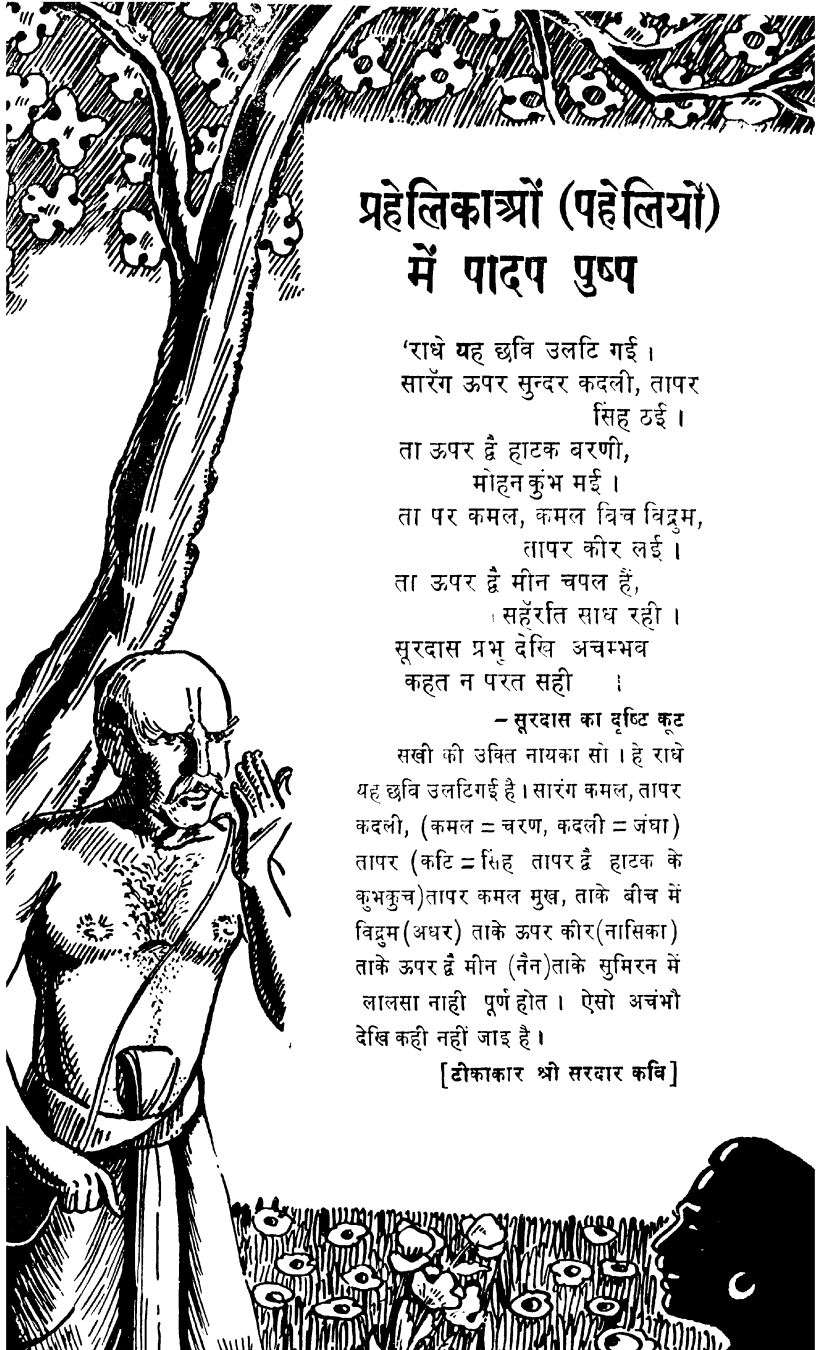 प्रहेलिकाओं (पहेलियों)
में पादप पुष्प
'राधे यह छवि उलटि गई ।
सारँग ऊपर सुन्दर कदली, तापर
सिंह ठई ।
ता ऊपर द्वै हाटक बरणी,
मोहन कुंभ मई ।
ता पर कमल, कमल बिच विद्रुम,
तापर कीर लई ।
ता ऊपर द्वै मीन चपल हैं,
सहँरति साध रही ।
सूरदास प्रभु देखि अचम्भव
कहत न परत सही ।
– सूरदास का दृष्टि कूट
सखी की उक्ति नायका सो । हे राधे
यह छवि उलटिगई है । सारंग कमल, तापर
कदली, (कमल = चरण, कदली = जंघा)
तापर (कटि = सिंह तापर द्वै हाटक के
कुभकुच)तापर कमल मुख, ताके बीच में
विद्रुम(अधर) ताके ऊपर कीर(नासिका)
ताके ऊपर द्वै मीन (नैन)ताके सुमिरन में
लालसा नाही पूर्ण होत । ऐसो अचंभौ
देखि कही नहीं जाइ है ।
[टीकाकार श्री सरदार कवि]